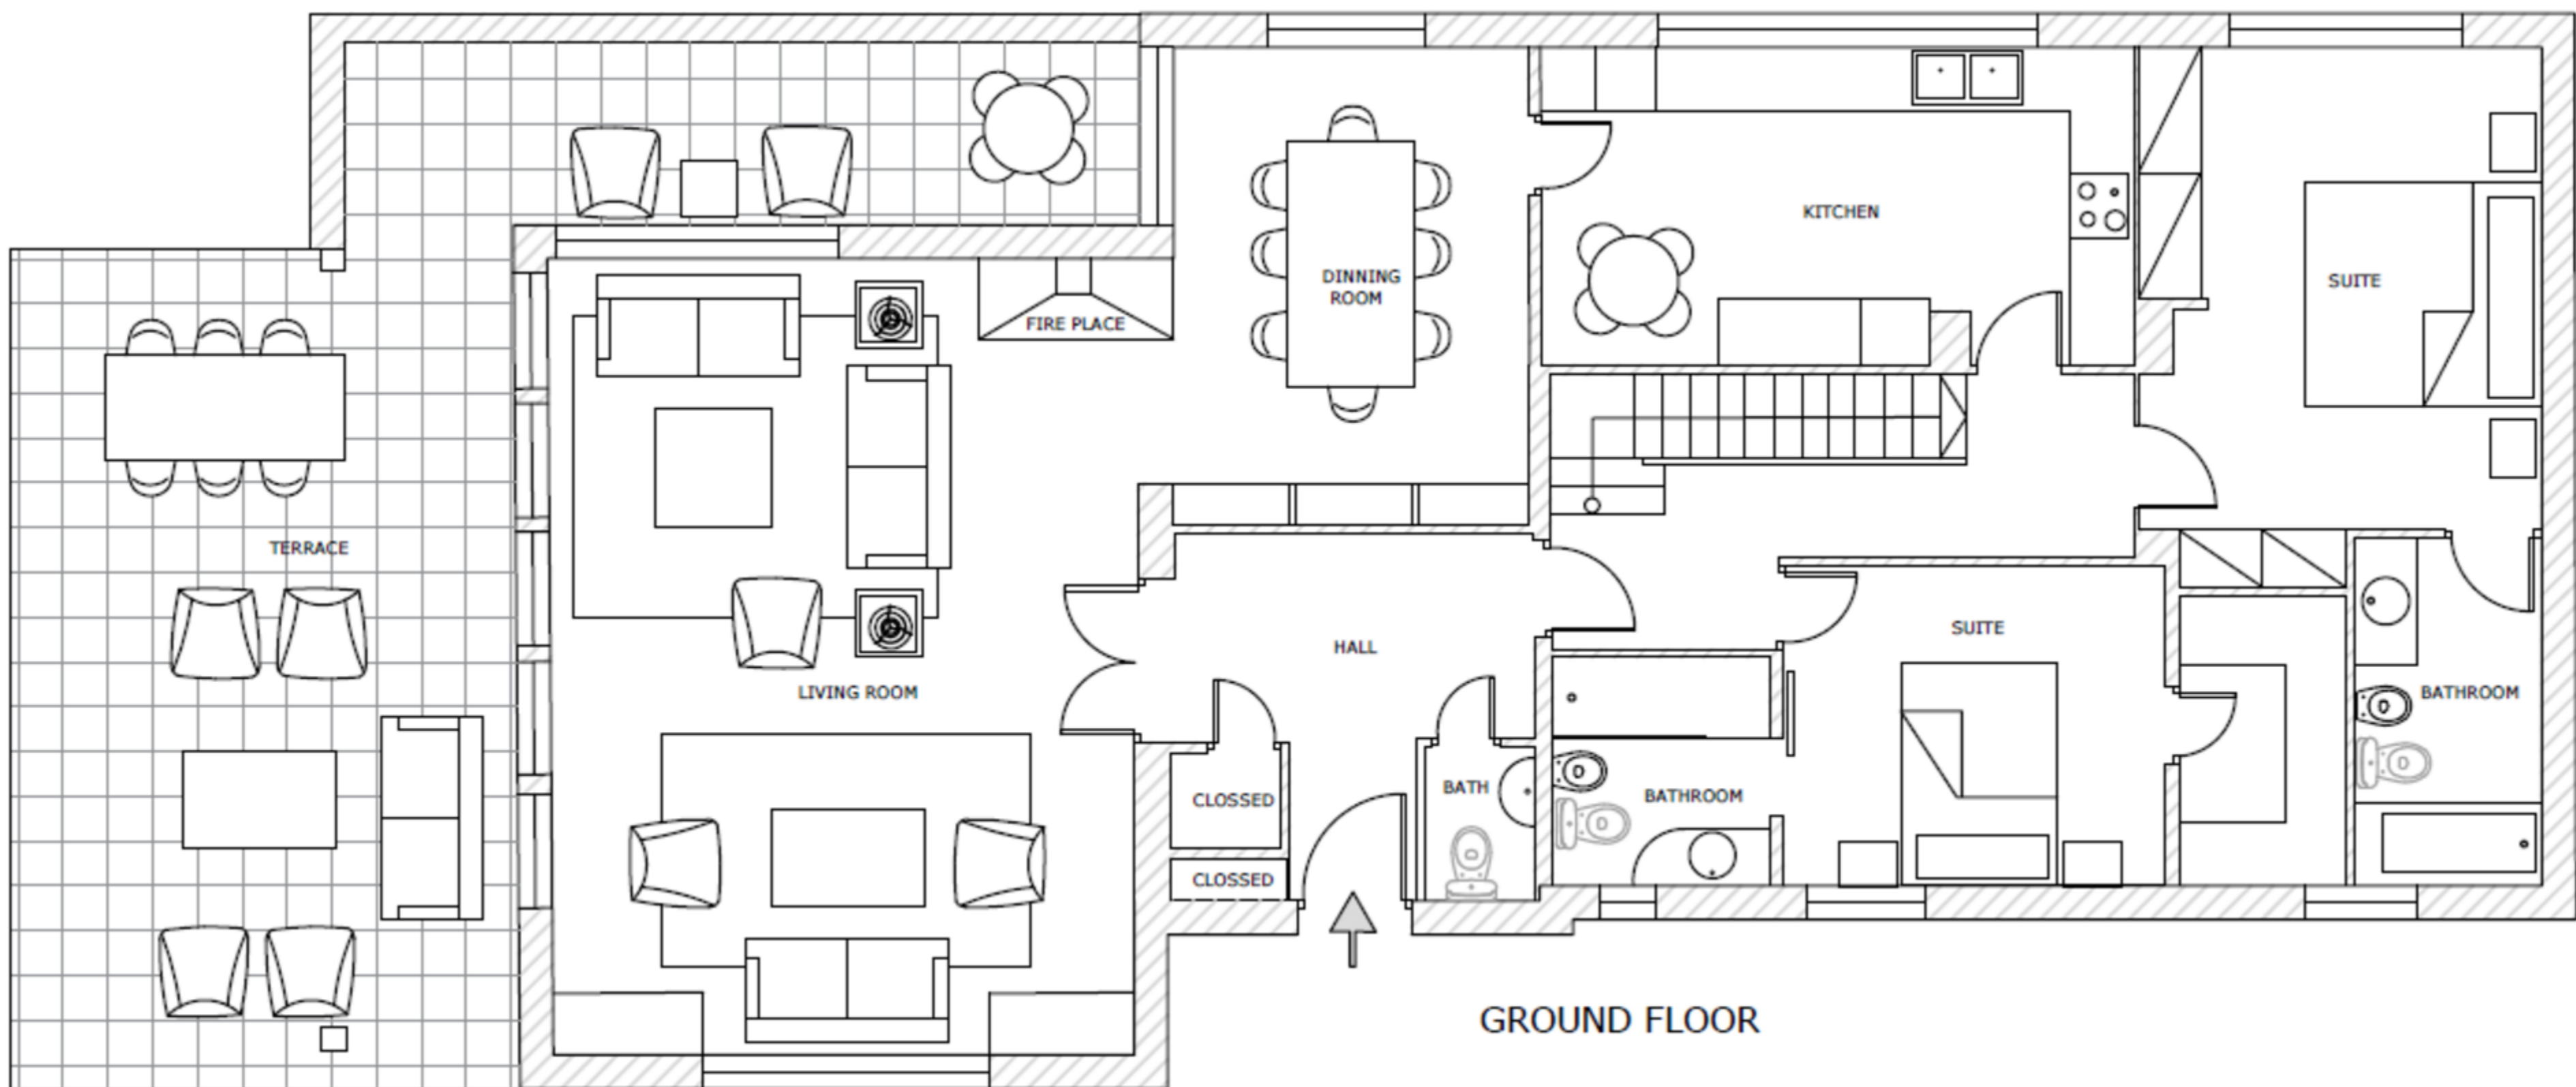 KITCHEN
DINNING
ROOM
SUITE
FIRE PLACE
TERRACE
SUITE
HALL
LIVING ROOM
BATHROOM
BATH
BATHROOM
CLOSSED
CLOSSED
GROUND FLOOR